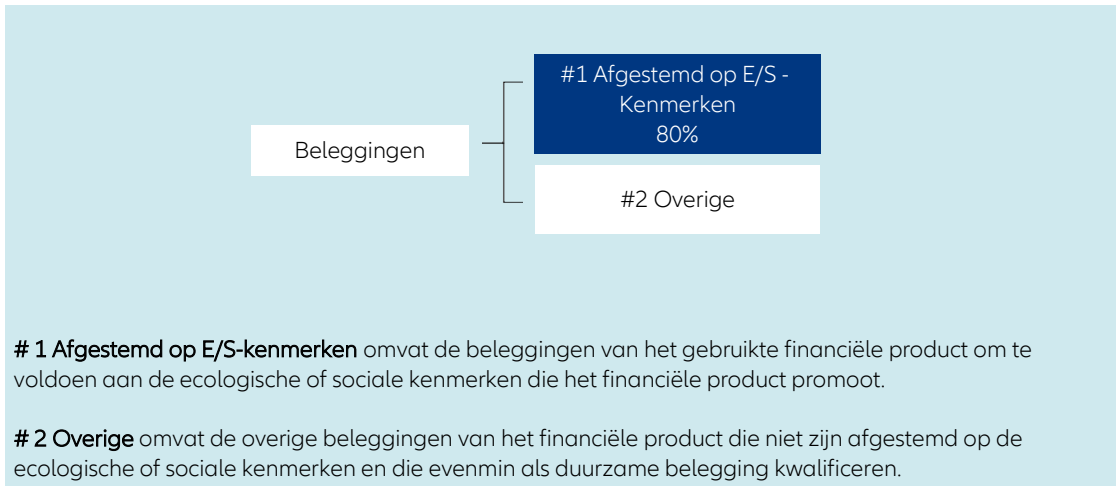 #1 Afgestemd op E/S -
Kenmerken
80%
Beleggingen
#2 Overige
# 1 Afgestemd op E/S-kenmerken omvat de beleggingen van het gebruikte financiële product om te
voldoen aan de ecologische of sociale kenmerken die het financiële product promoot.
# 2 Overige omvat de overige beleggingen van het financiële product die niet zijn afgestemd op de
ecologische of sociale kenmerken en die evenmin als duurzame belegging kwalificeren.